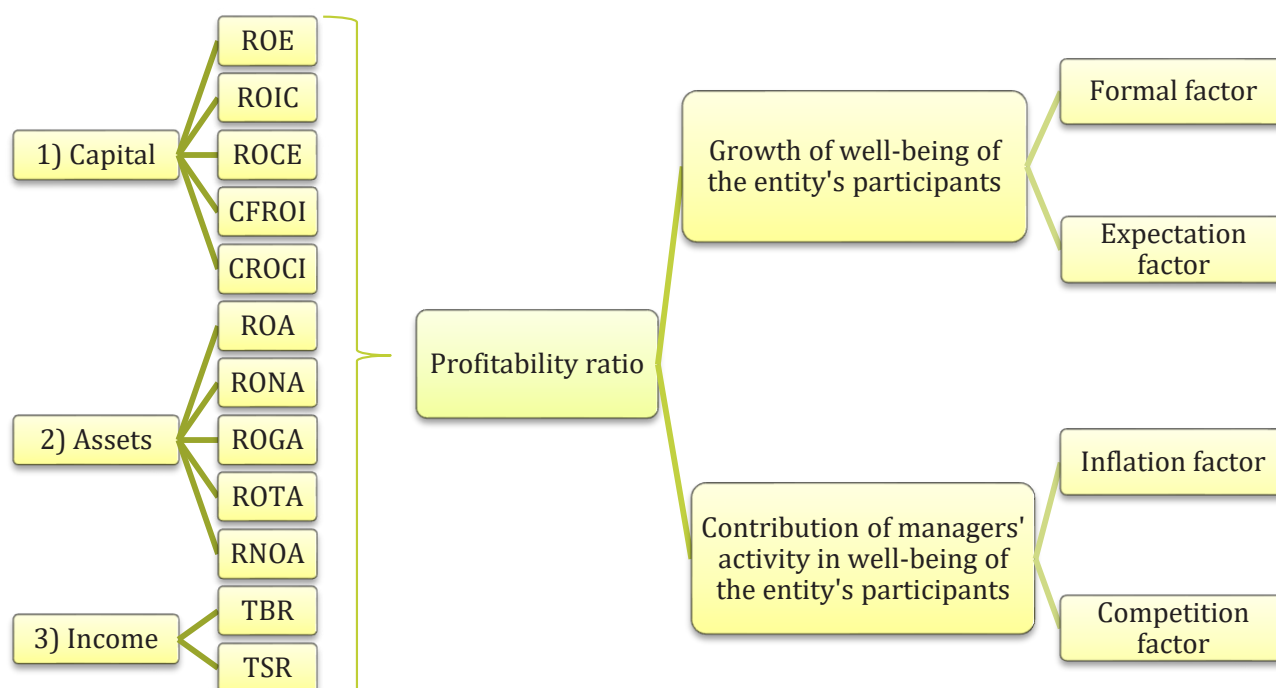 1) Capital
ROE
ROIC
ROCE
CFROI
CROCI
2) Assets
ROA
RONA
ROGA
ROTA
RNOA
3) Income
TBR
TSR
Profitability ratio
Growth of well-being of
the entity's participants
Formal factor
Expectation
factor
Contribution of managers'
activity in well-being of
the entity's participants
Inflation factor
Competition
factor